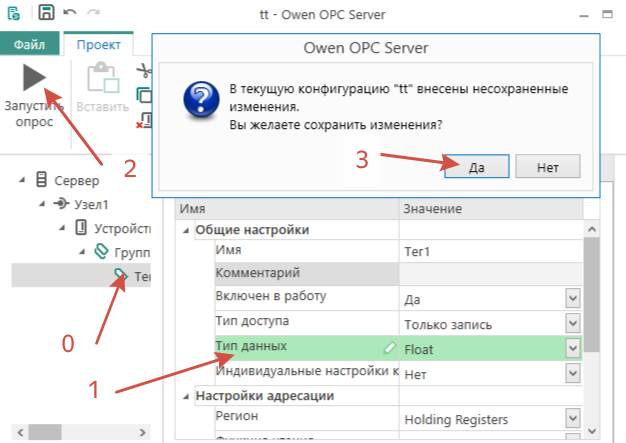 tt - Owen OPC Server
Файл
Проект
Запустить
опрос
Вставить
2
Owen OPC Server
В текущую конфигурацию "tt" внесены несохраненные
изменения.
Вы желаете сохранить изменения?
3
Да
Нет
Сервер
Узел1
Устройст
Групп
Тег
0
1
Имя
Значение
Общие настройки
Имя
Тег1
Комментарий
Включен в работу
Да
Тип доступа
Только запись
Тип данных
Float
Индивидуальные настройки к
Нет
Настройки адресации
Регион
Holding Registers